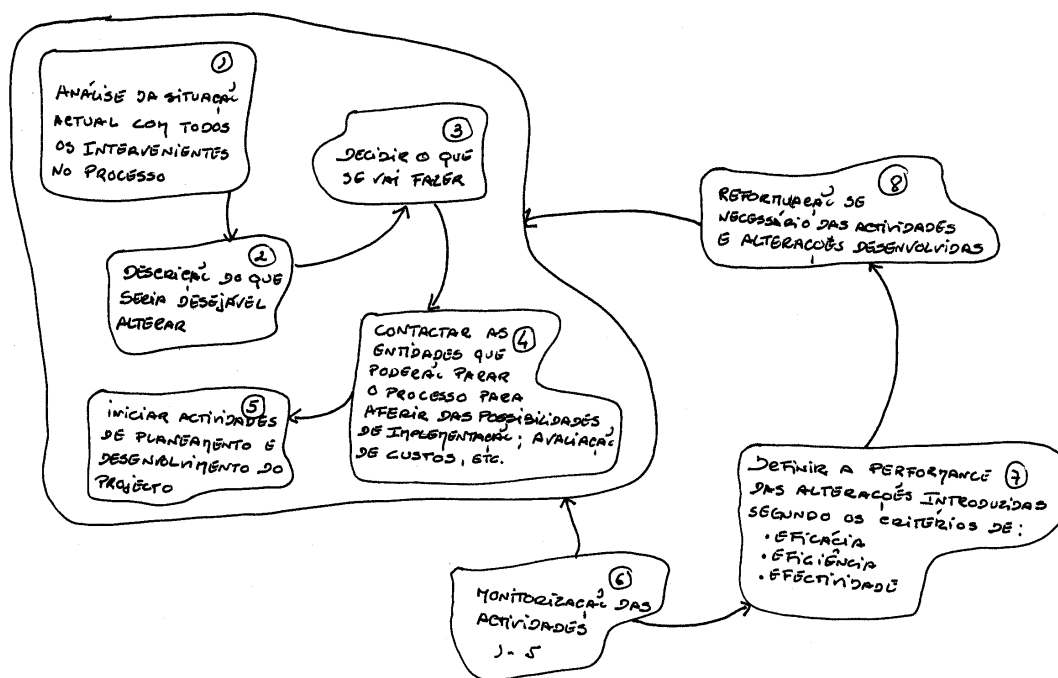 1
ANÁLISE DA SITUAÇÃO
ACTUAL COM TODOS
OS INTERVENIENTES
NO PROCESSO
2
DESCRIÇÃO DO QUE
SERIA DESEJÁVEL
ALTERAR
3
DECIDIR O QUE
SE VAI FAZER
4
CONTACTAR AS
ENTIDADES QUE
PODERÃO PARAR
O PROCESSO PARA
AFERIR DAS POSSIBILIDADES
DE IMPLEMENTAÇÃO; AVALIAÇÃO
DE CUSTOS, ETC.
5
INICIAR ACTIVIDADES
DE PLANEAMENTO E
DESENVOLVIMENTO DO
PROJECTO
6
MONITORIZAÇÃO DAS
ACTIVIDADES
1-5
7
DEFINIR A PERFORMANCE
DAS ALTERAÇÕES INTRODUZIDAS
SEGUNDO OS CRITÉRIOS DE:
• EFICÁCIA
• EFICIÊNCIA
• EFECTIVIDADE
8
REFORMULAÇÃO SE
NECESSÁRIO DAS ACTIVIDADES
E ALTERAÇÕES DESENVOLVIDAS